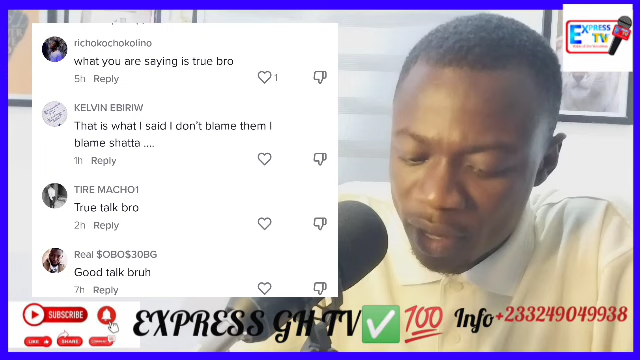 richokochokolino
what you are saying is true bro
5h Reply
1
KELVIN EBIRIW
That is what I said I don't blame them I
blame shatta ....
1h Reply
TIRE MACHO1
True talk bro
2h Reply
Real $OBO$30BG
Good talk bruh
7h Reply
EXPRESS
TV
SUBSCRIBE
LIKE
SHARE
EXPRESS GH TV✅💯 Info+233249049938